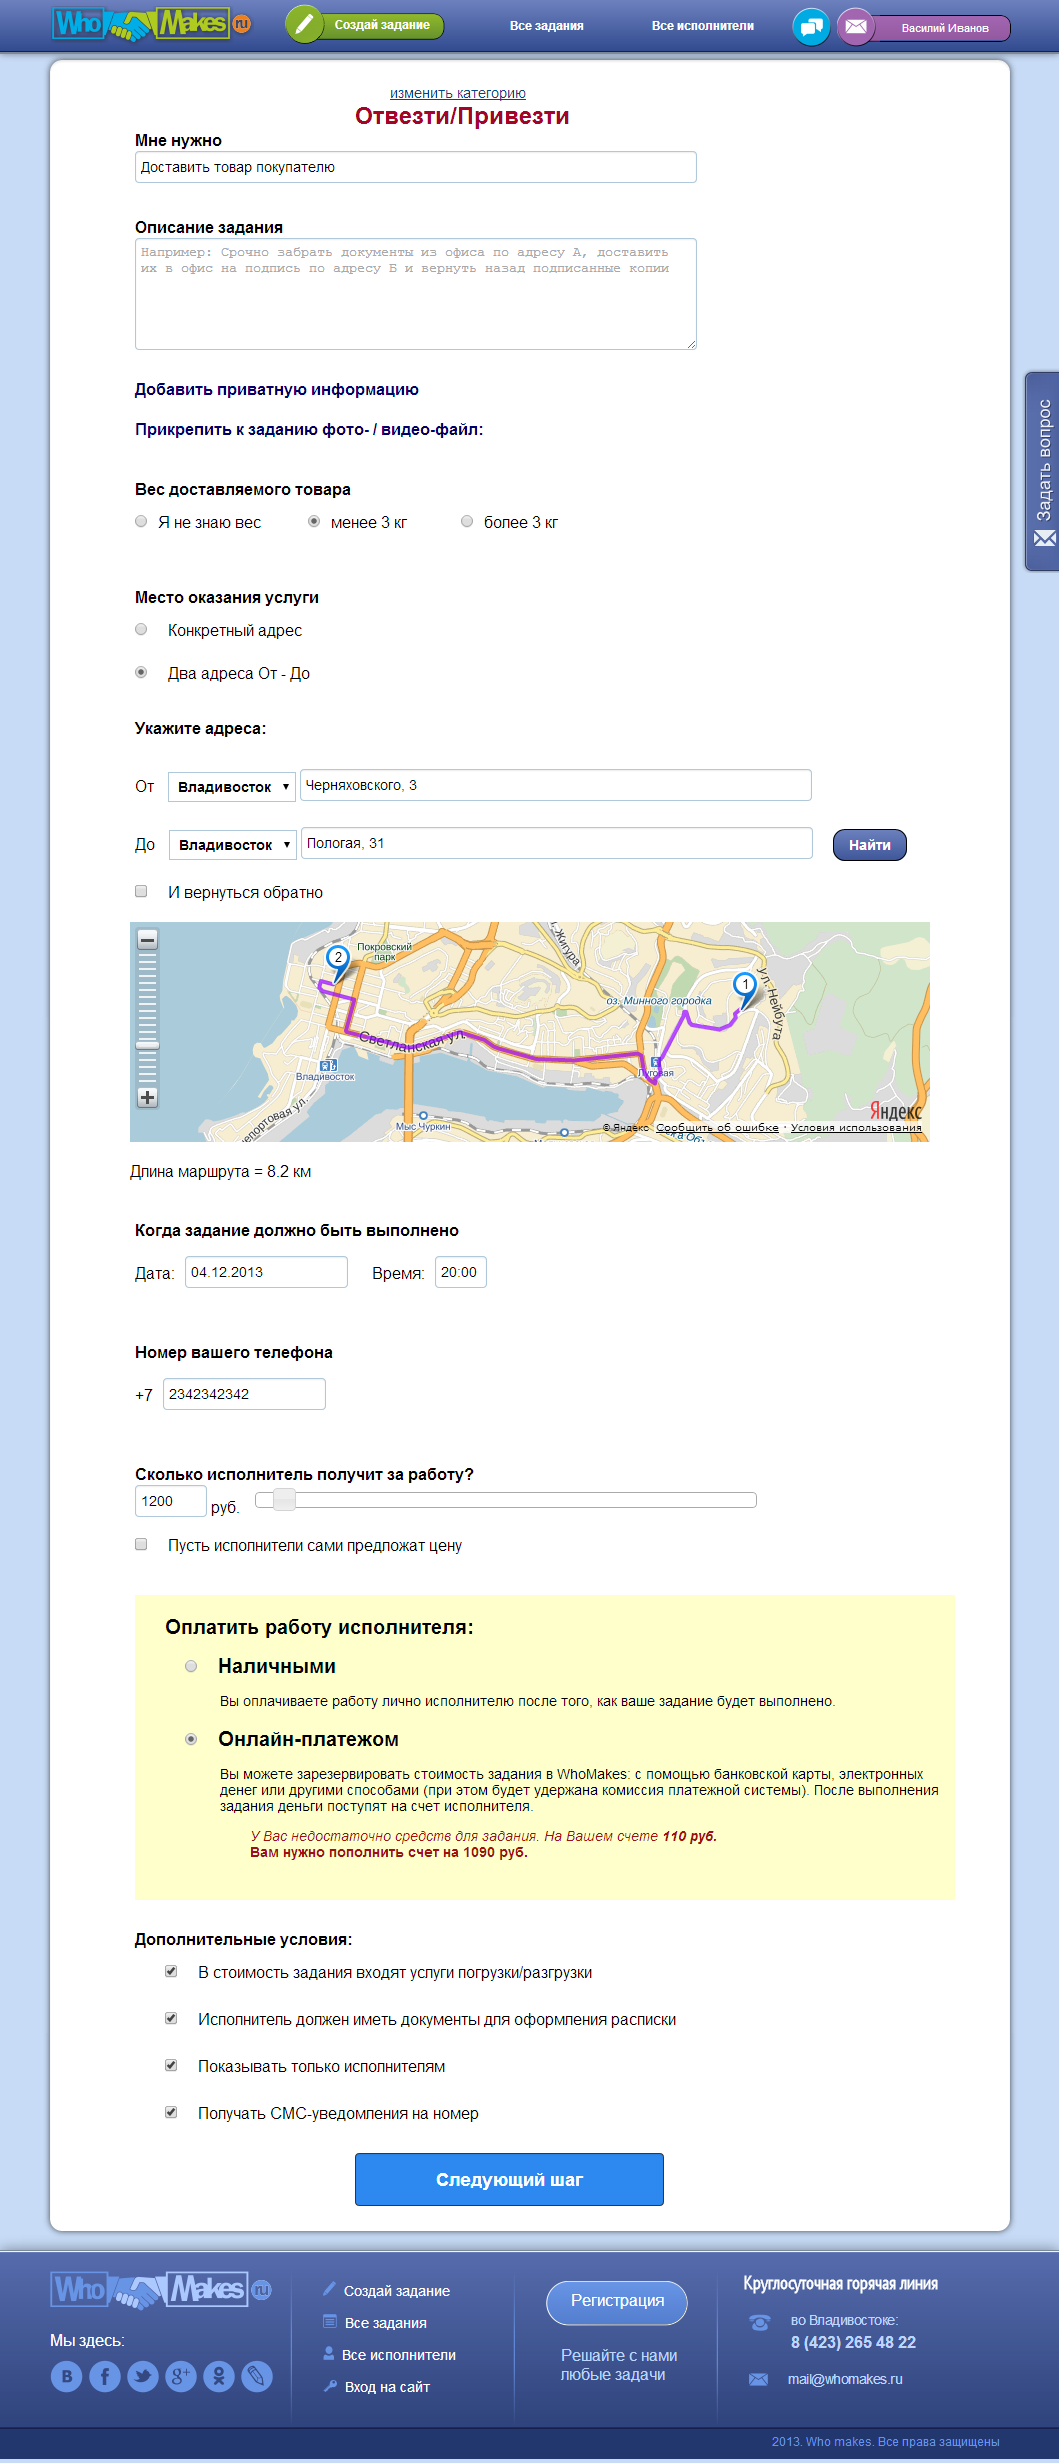 WhoMakes ru
Создай задание
Все задания
Все исполнители
Василий Иванов
изменить категорию
Отвезти/Привезти
Мне нужно
Доставить товар покупателю
Описание задания
Например: Срочно забрать документы из офиса по адресу А, доставить
их в офис на подпись по адресу Б и вернуть назад подписанные копии
Добавить приватную информацию
Прикрепить к заданию фото- / видео-файл:
Задать вопрос
Вес доставляемого товара
Я не знаю вес
менее 3 кг
более 3 кг
Место оказания услуги
Конкретный адрес
Два адреса От - До
Укажите адреса:
От Владивосток Черняховского, 3
До Владивосток Пологая, 31 Найти
И вернуться обратно
Покровский
парк
2
ул. Жигура
1
ул. Нейбута
оз. Минного городка
Светланская ул.
Владивосток
Луговая
Мыс Чуркин
Яндекс
© Яндекс Сообщить об ошибке · Условия использования
Длина маршрута = 8.2 км
Когда задание должно быть выполнено
Дата: 04.12.2013 Время: 20:00
Номер вашего телефона
+7 2342342342
Сколько исполнитель получит за работу?
1200 руб.
Пусть исполнители сами предложат цену
Оплатить работу исполнителя:
Наличными
Вы оплачиваете работу лично исполнителю после того, как ваше задание будет выполнено.
Онлайн-платежом
Вы можете зарезервировать стоимость задания в WhoMakes: с помощью банковской карты, электронных
денег или другими способами (при этом будет удержана комиссия платежной системы). После выполнения
задания деньги поступят на счет исполнителя.
У Вас недостаточно средств для задания. На Вашем счете 110 руб.
Вам нужно пополнить счет на 1090 руб.
Дополнительные условия:
В стоимость задания входят услуги погрузки/разгрузки
Исполнитель должен иметь документы для оформления расписки
Показывать только исполнителям
Получать СМС-уведомления на номер
Следующий шаг
WhoMakes ru
Мы здесь:
Создай задание
Все задания
Все исполнители
Вход на сайт
Регистрация
Решайте с нами
любые задачи
Круглосуточная горячая линия
во Владивостоке:
8 (423) 265 48 22
mail@whomakes.ru
2013. Who makes. Все права защищены